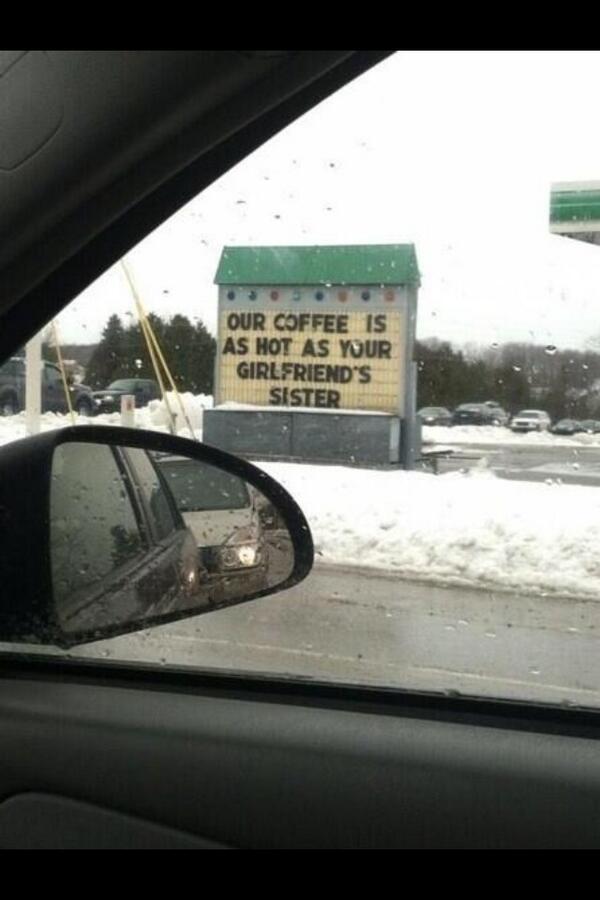 OUR COFFEE IS
AS HOT AS YOUR
GIRLFRIEND'S
SISTER